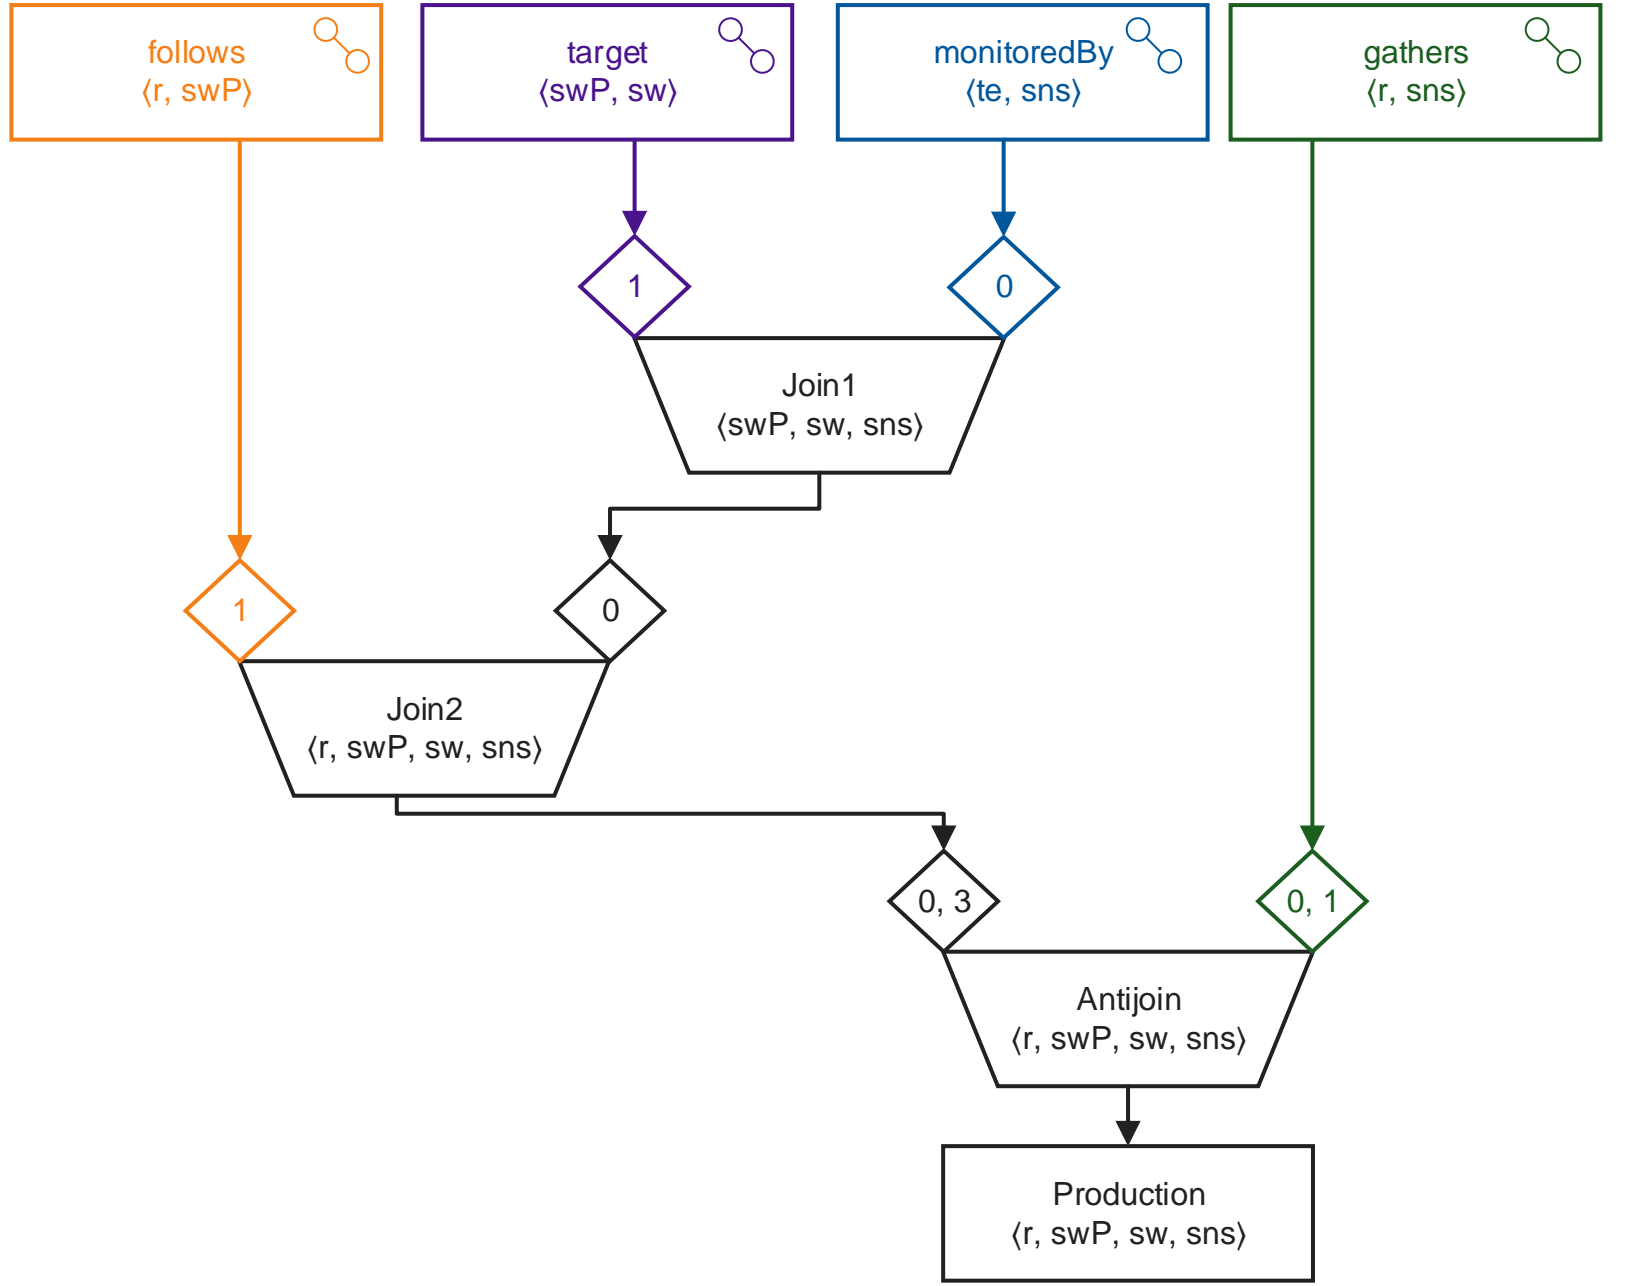 follows
⟨r, swP⟩
target
⟨swP, sw⟩
monitoredBy
⟨te, sns⟩
gathers
⟨r, sns⟩
1
0
Join1
⟨swP, sw, sns⟩
1
0
Join2
⟨r, swP, sw, sns⟩
0, 3
0, 1
Antijoin
⟨r, swP, sw, sns⟩
Production
⟨r, swP, sw, sns⟩